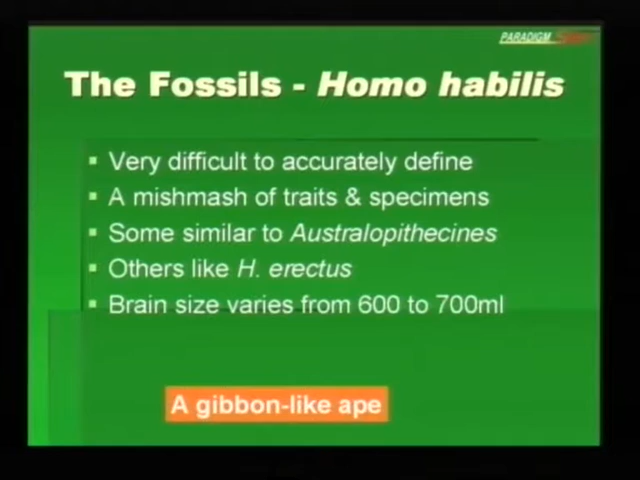 PARADIGM
The Fossils - Homo habilis
▪ Very difficult to accurately define
▪ A mishmash of traits & specimens
▪ Some similar to Australopithecines
▪ Others like H. erectus
▪ Brain size varies from 600 to 700ml
A gibbon-like ape